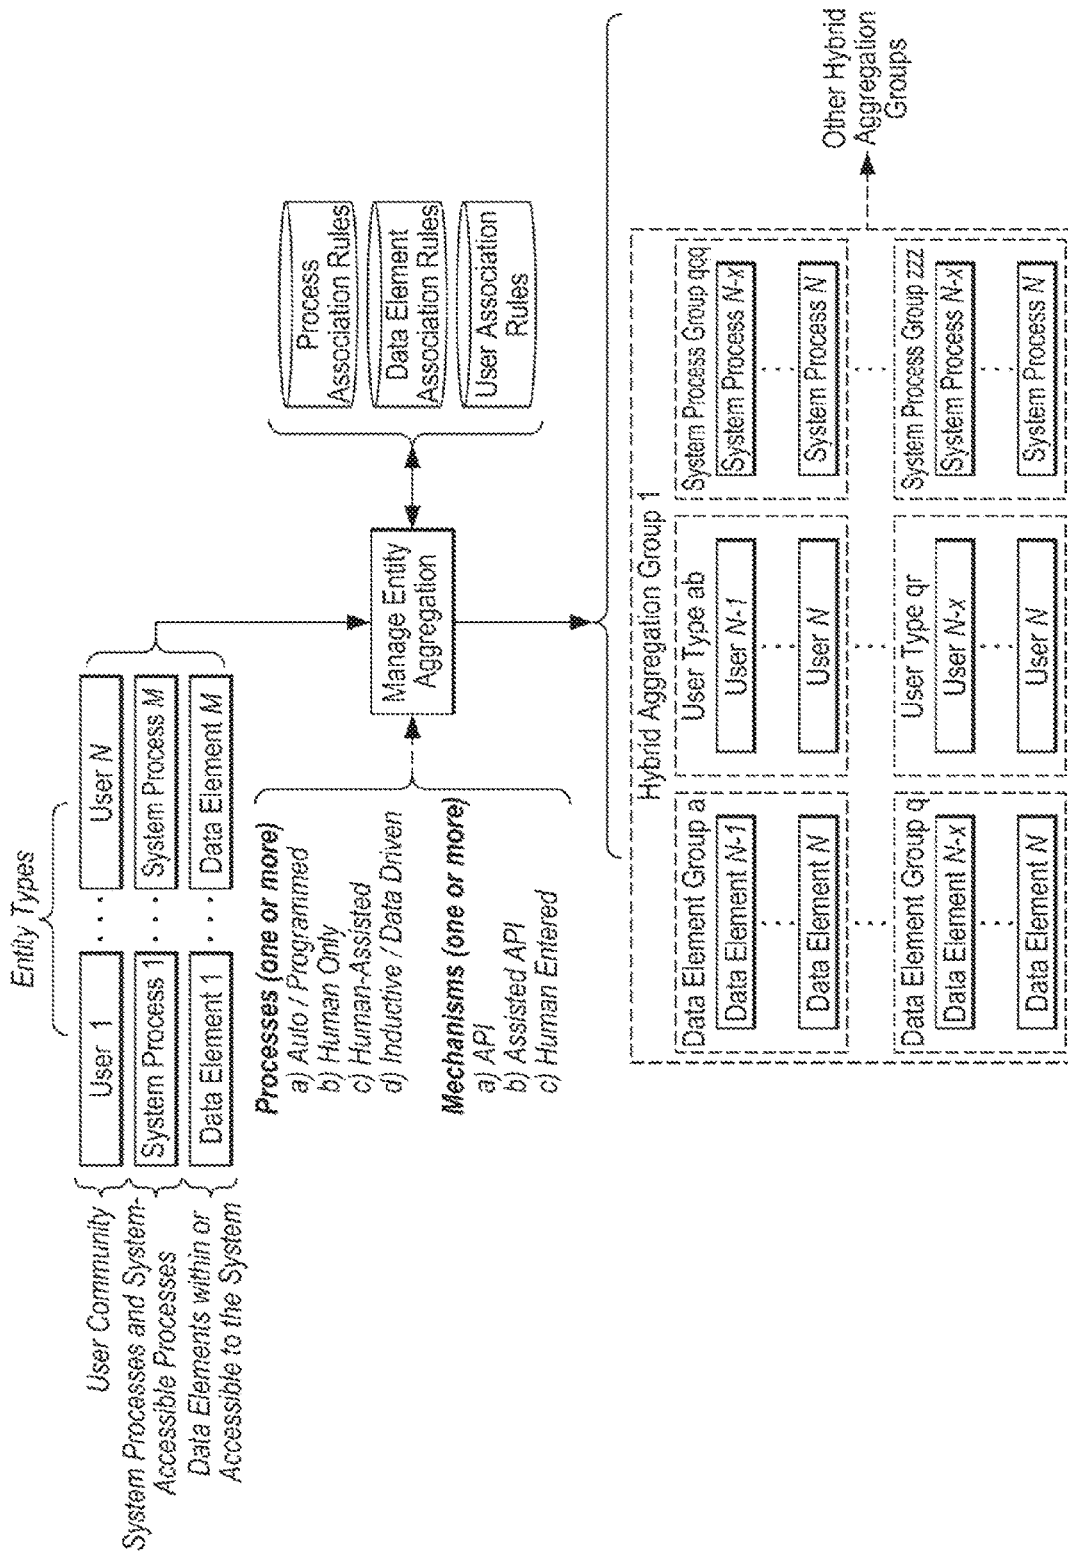 Entity Types
User Community
User 1
. . .
User N
System Processes and System-
Accessible Processes
System Process 1
. . .
System Process M
Data Elements within or
Accessible to the System
Data Element 1
. . .
Data Element M
Processes (one or more)
a) Auto / Programmed
b) Human Only
c) Human-Assisted
d) Inductive / Data Driven
Mechanisms (one or more)
a) API
b) Assisted API
c) Human Entered
Manage Entity
Aggregation
Process
Association Rules
Data Element
Association Rules
User Association
Rules
Hybrid Aggregation Group 1
Data Element Group a
Data Element N-1
Data Element N
User Type ab
User N-1
User N
System Process Group qcq
System Process N-x
System Process N
Data Element Group q
Data Element N-x
Data Element N
User Type qr
User N-x
User N
System Process Group zzz
System Process N-x
System Process N
Other Hybrid
Aggregation
Groups